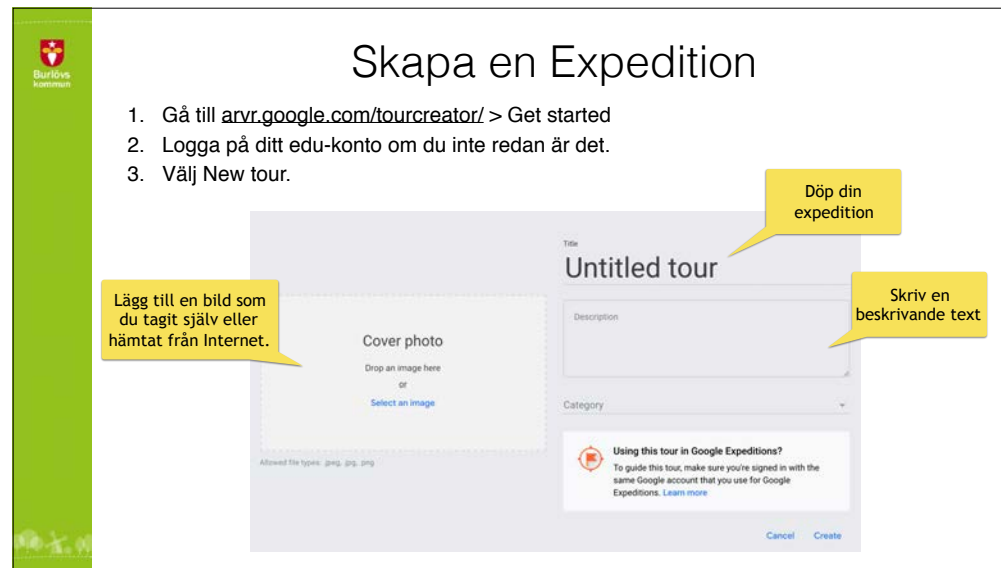 Burlövs
kommun
Skapa en Expedition
1. Gå till arvr.google.com/tourcreator/ > Get started
2. Logga på ditt edu-konto om du inte redan är det.
3. Välj New tour.
Döp din
expedition
Title
Untitled tour
Lägg till en bild som
du tagit själv eller
hämtat från Internet.
Skriv en
beskrivande text
Description
Cover photo
Drop an image here
or
Select an image
Category
Allowed file types: .jpeg, .jpg, .png
Using this tour in Google Expeditions?
To guide this tour, make sure you're signed in with the
same Google account that you use for Google
Expeditions. Learn more
Cancel Create